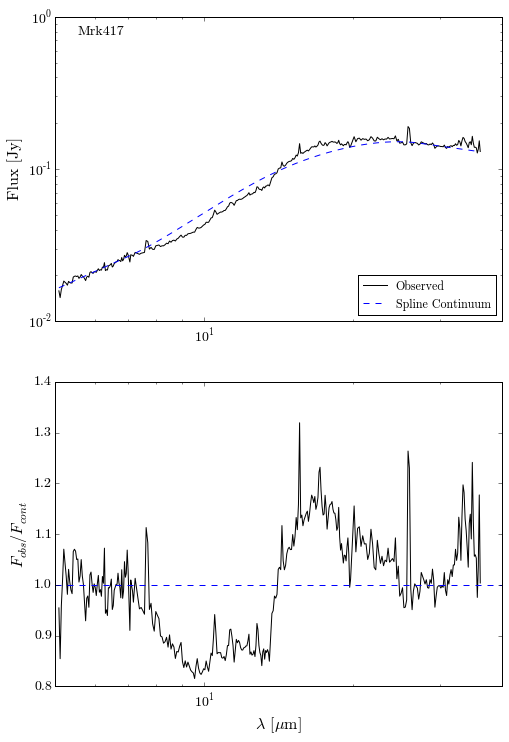 10^0
Mrk417
Flux [Jy]
10^-1
Observed
Spline Continuum
10^-2
10^1
1.4
1.3
1.2
F_obs/F_cont
1.1
1.0
0.9
0.8
10^1
λ [μm]